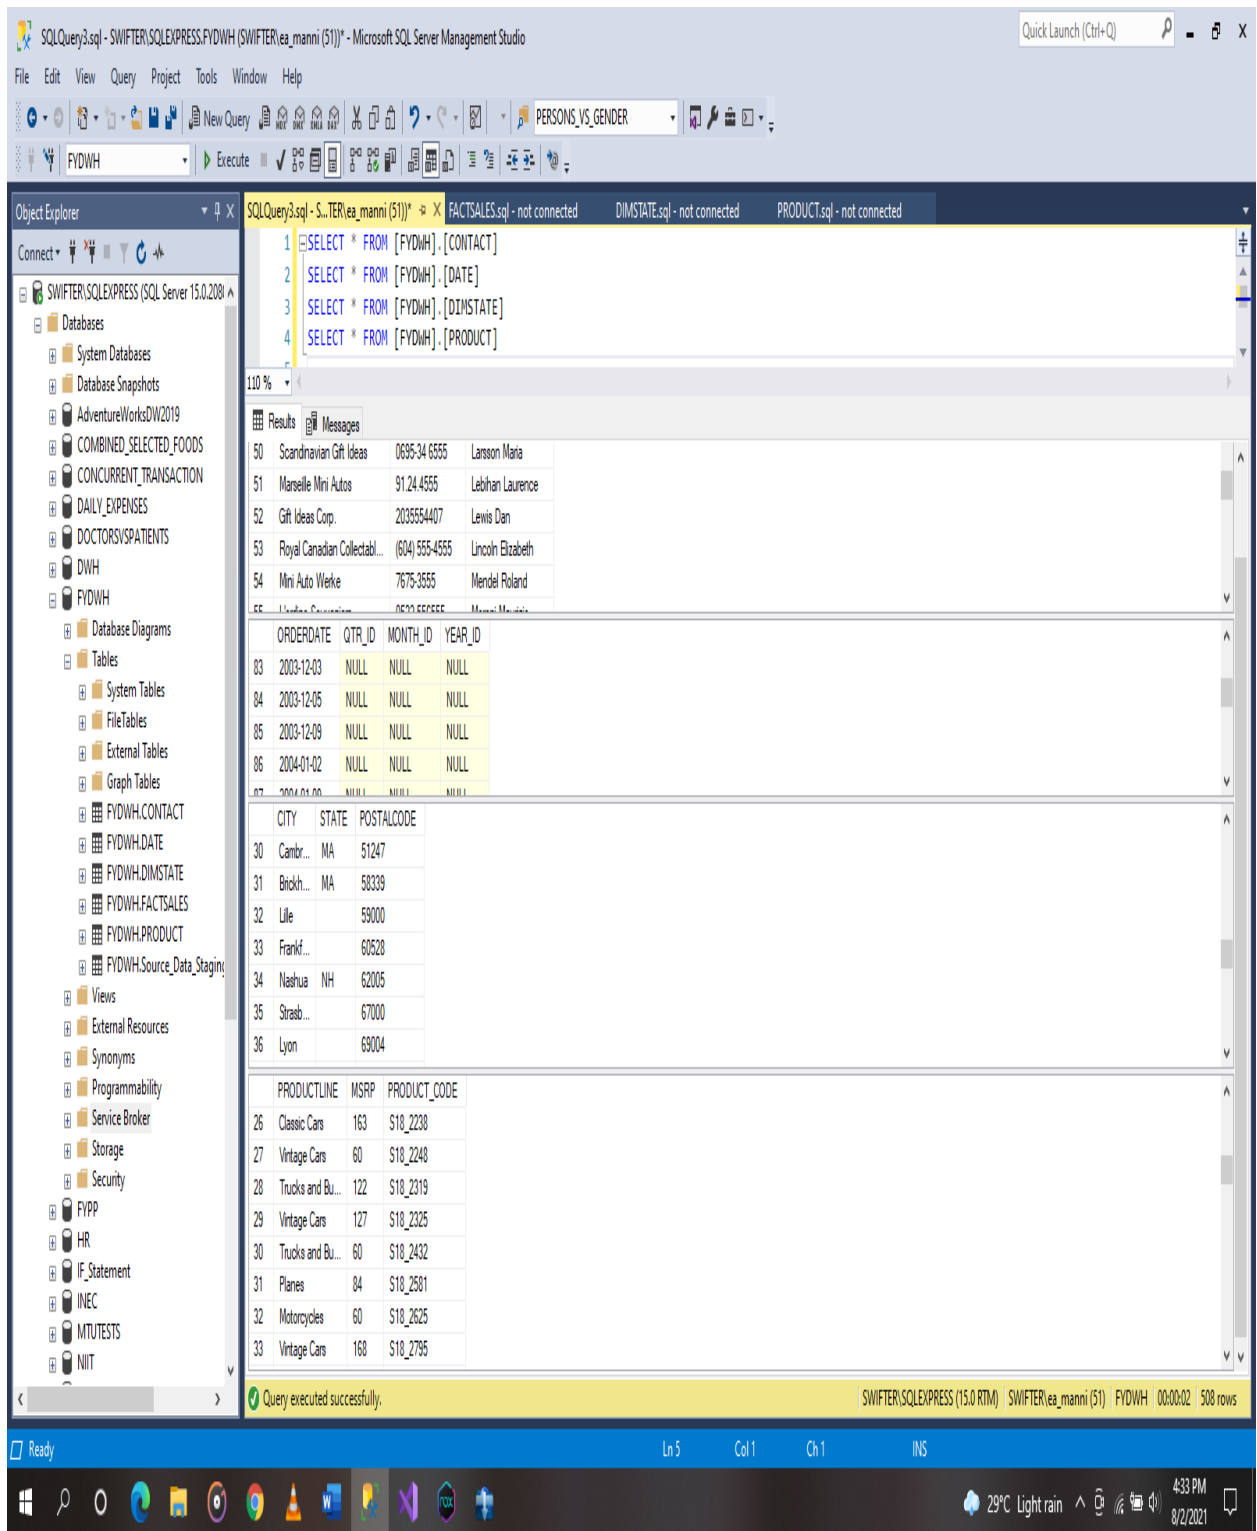 SQLQuery3.sql - SWIFTER\SQLEXPRESS.FYDWH (SWIFTER\ea_manni (51))* - Microsoft SQL Server Management Studio
Quick Launch (Ctrl+Q)
File Edit View Query Project Tools Window Help
New Query MDX DMX XMLA DAX PERSONS_VS_GENDER
FYDWH Execute
Object Explorer
Connect
SWIFTER\SQLEXPRESS (SQL Server 15.0.208
Databases
System Databases
Database Snapshots
AdventureWorksDW2019
COMBINED_SELECTED_FOODS
CONCURRENT_TRANSACTION
DAILY_EXPENSES
DOCTORSVSPATIENTS
DWH
FYDWH
Database Diagrams
Tables
System Tables
FileTables
External Tables
Graph Tables
FYDWH.CONTACT
FYDWH.DATE
FYDWH.DIMSTATE
FYDWH.FACTSALES
FYDWH.PRODUCT
FYDWH.Source_Data_Staging
Views
External Resources
Synonyms
Programmability
Service Broker
Storage
Security
FYPP
HR
IF_Statement
INEC
MTUTESTS
NIIT
SQLQuery3.sql - S...TER\ea_manni (51))* FACTSALES.sql - not connected DIMSTATE.sql - not connected PRODUCT.sql - not connected
1 SELECT * FROM [FYDWH].[CONTACT]
2 SELECT * FROM [FYDWH].[DATE]
3 SELECT * FROM [FYDWH].[DIMSTATE]
4 SELECT * FROM [FYDWH].[PRODUCT]
5
110 %
Results Messages
50 Scandinavian Gift Ideas 0695-34 6555 Larsson Maria
51 Marseille Mini Autos 91.24.4555 Lebihan Laurence
52 Gift Ideas Corp. 2035554407 Lewis Dan
53 Royal Canadian Collectabl... (604) 555-4555 Lincoln Elizabeth
54 Mini Auto Werke 7675-3555 Mendel Roland
55
ORDERDATE QTR_ID MONTH_ID YEAR_ID
83 2003-12-03 NULL NULL NULL
84 2003-12-05 NULL NULL NULL
85 2003-12-09 NULL NULL NULL
86 2004-01-02 NULL NULL NULL
87 2004-01-09 NULL NULL NULL
CITY STATE POSTALCODE
30 Cambr... MA 51247
31 Brickh... MA 58339
32 Lille 59000
33 Frankf... 60528
34 Nashua NH 62005
35 Strasb... 67000
36 Lyon 69004
PRODUCTLINE MSRP PRODUCT_CODE
26 Classic Cars 163 S18_2238
27 Vintage Cars 60 S18_2248
28 Trucks and Bu... 122 S18_2319
29 Vintage Cars 127 S18_2325
30 Trucks and Bu... 60 S18_2432
31 Planes 84 S18_2581
32 Motorcycles 60 S18_2625
33 Vintage Cars 168 S18_2795
Query executed successfully. SWIFTER\SQLEXPRESS (15.0 RTM) SWIFTER\ea_manni (51) FYDWH 00:00:02 508 rows
Ready Ln 5 Col 1 Ch 1 INS
29°C Light rain
4:33 PM
8/2/2021